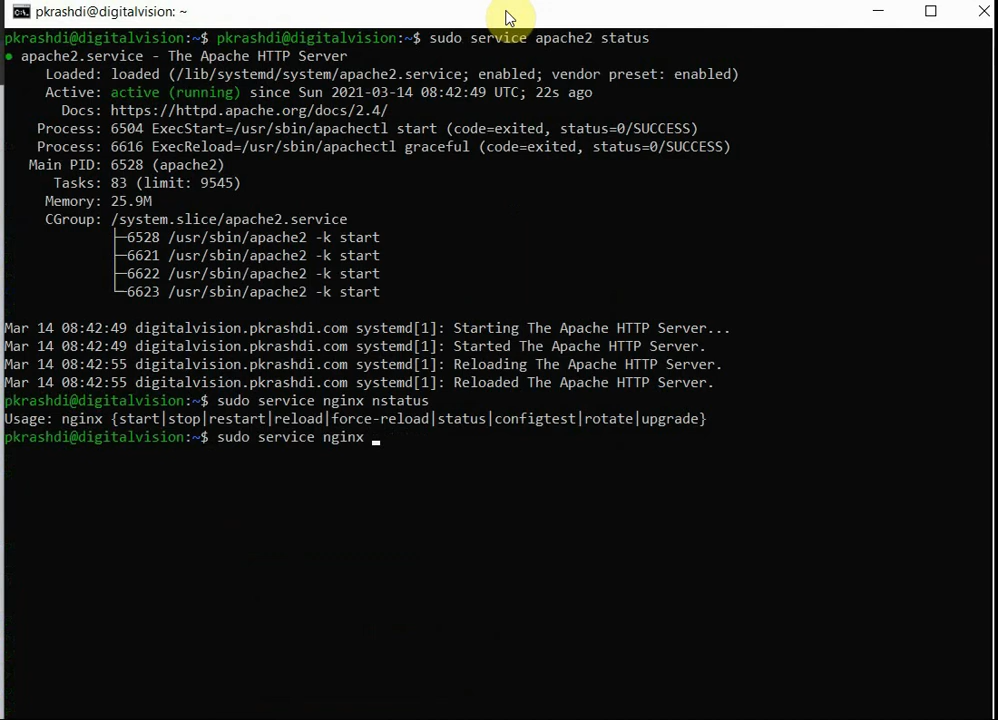 pkrashdi@digitalvision: ~
pkrashdi@digitalvision:~$ pkrashdi@digitalvision:~$ sudo service apache2 status
● apache2.service - The Apache HTTP Server
Loaded: loaded (/lib/systemd/system/apache2.service; enabled; vendor preset: enabled)
Active: active (running) since Sun 2021-03-14 08:42:49 UTC; 22s ago
Docs: https://httpd.apache.org/docs/2.4/
Process: 6504 ExecStart=/usr/sbin/apachectl start (code=exited, status=0/SUCCESS)
Process: 6616 ExecReload=/usr/sbin/apachectl graceful (code=exited, status=0/SUCCESS)
Main PID: 6528 (apache2)
Tasks: 83 (limit: 9545)
Memory: 25.9M
CGroup: /system.slice/apache2.service
├─6528 /usr/sbin/apache2 -k start
├─6621 /usr/sbin/apache2 -k start
├─6622 /usr/sbin/apache2 -k start
└─6623 /usr/sbin/apache2 -k start
Mar 14 08:42:49 digitalvision.pkrashdi.com systemd[1]: Starting The Apache HTTP Server...
Mar 14 08:42:49 digitalvision.pkrashdi.com systemd[1]: Started The Apache HTTP Server.
Mar 14 08:42:55 digitalvision.pkrashdi.com systemd[1]: Reloading The Apache HTTP Server.
Mar 14 08:42:55 digitalvision.pkrashdi.com systemd[1]: Reloaded The Apache HTTP Server.
pkrashdi@digitalvision:~$ sudo service nginx nstatus
Usage: nginx {start|stop|restart|reload|force-reload|status|configtest|rotate|upgrade}
pkrashdi@digitalvision:~$ sudo service nginx